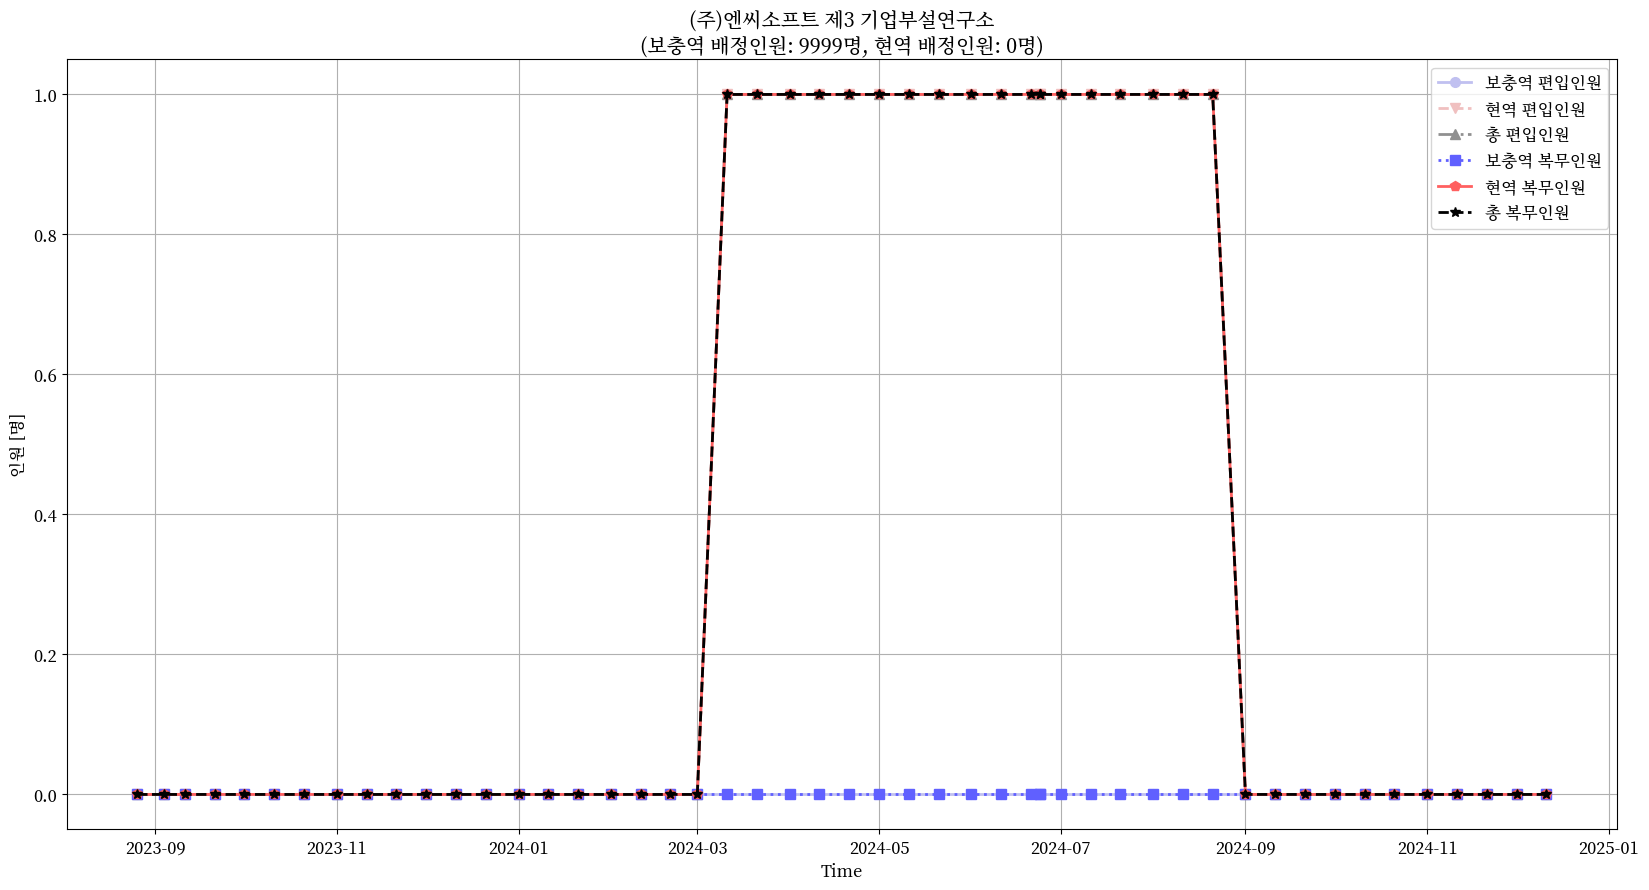 (주)엔씨소프트 제3 기업부설연구소
(보충역 배정인원: 9999명, 현역 배정인원: 0명)
보충역 편입인원
현역 편입인원
총 편입인원
보충역 복무인원
현역 복무인원
총 복무인원
인원 [명]
1.0
0.8
0.6
0.4
0.2
0.0
2023-09 2023-11 2024-01 2024-03 2024-05 2024-07 2024-09 2024-11 2025-01
Time